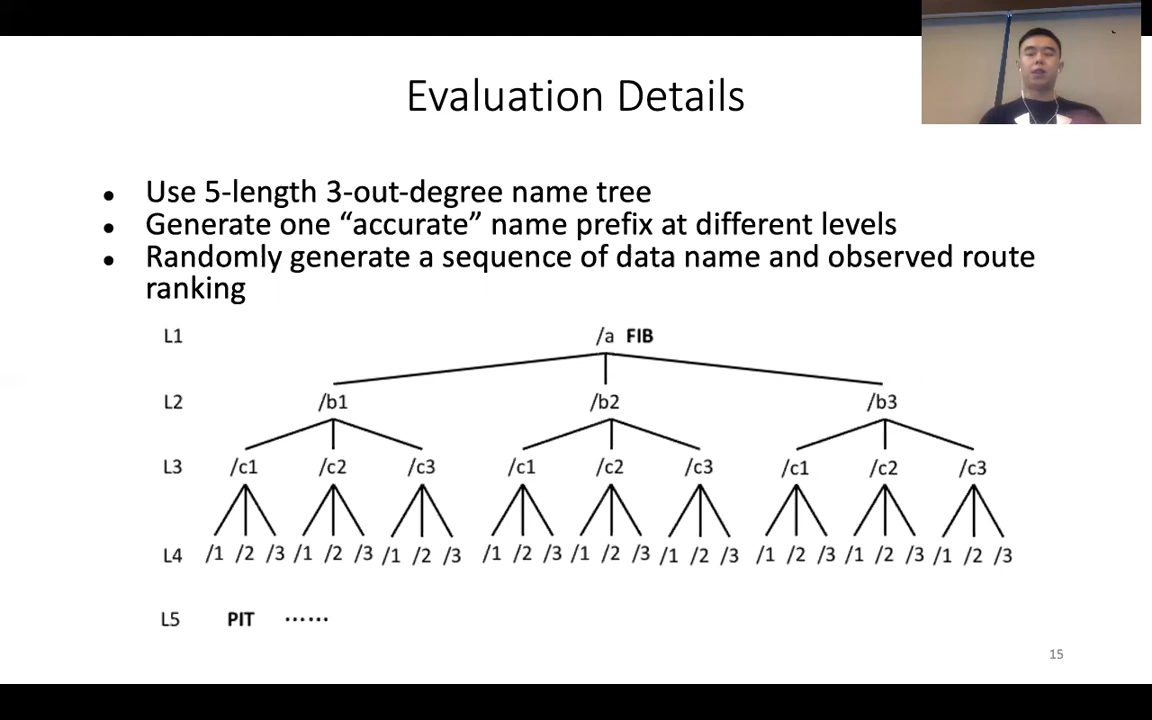 Evaluation Details
● Use 5-length 3-out-degree name tree
● Generate one “accurate” name prefix at different levels
● Randomly generate a sequence of data name and observed route
ranking
L1 /a FIB
L2 /b1 /b2 /b3
L3 /c1 /c2 /c3 /c1 /c2 /c3 /c1 /c2 /c3
L4 /1 /2 /3 /1 /2 /3 /1 /2 /3 /1 /2 /3 /1 /2 /3 /1 /2 /3 /1 /2 /3 /1 /2 /3 /1 /2 /3
L5 PIT ······
15